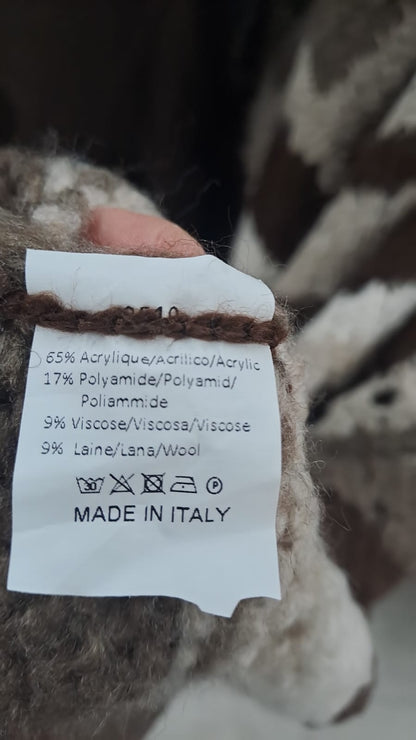 65% Acrylique/Acrilico/Acrylic
17% Polyamide/Polyamid/
Poliammide
9% Viscose/Viscosa/Viscose
9% Laine/Lana/Wool
30 P
MADE IN ITALY